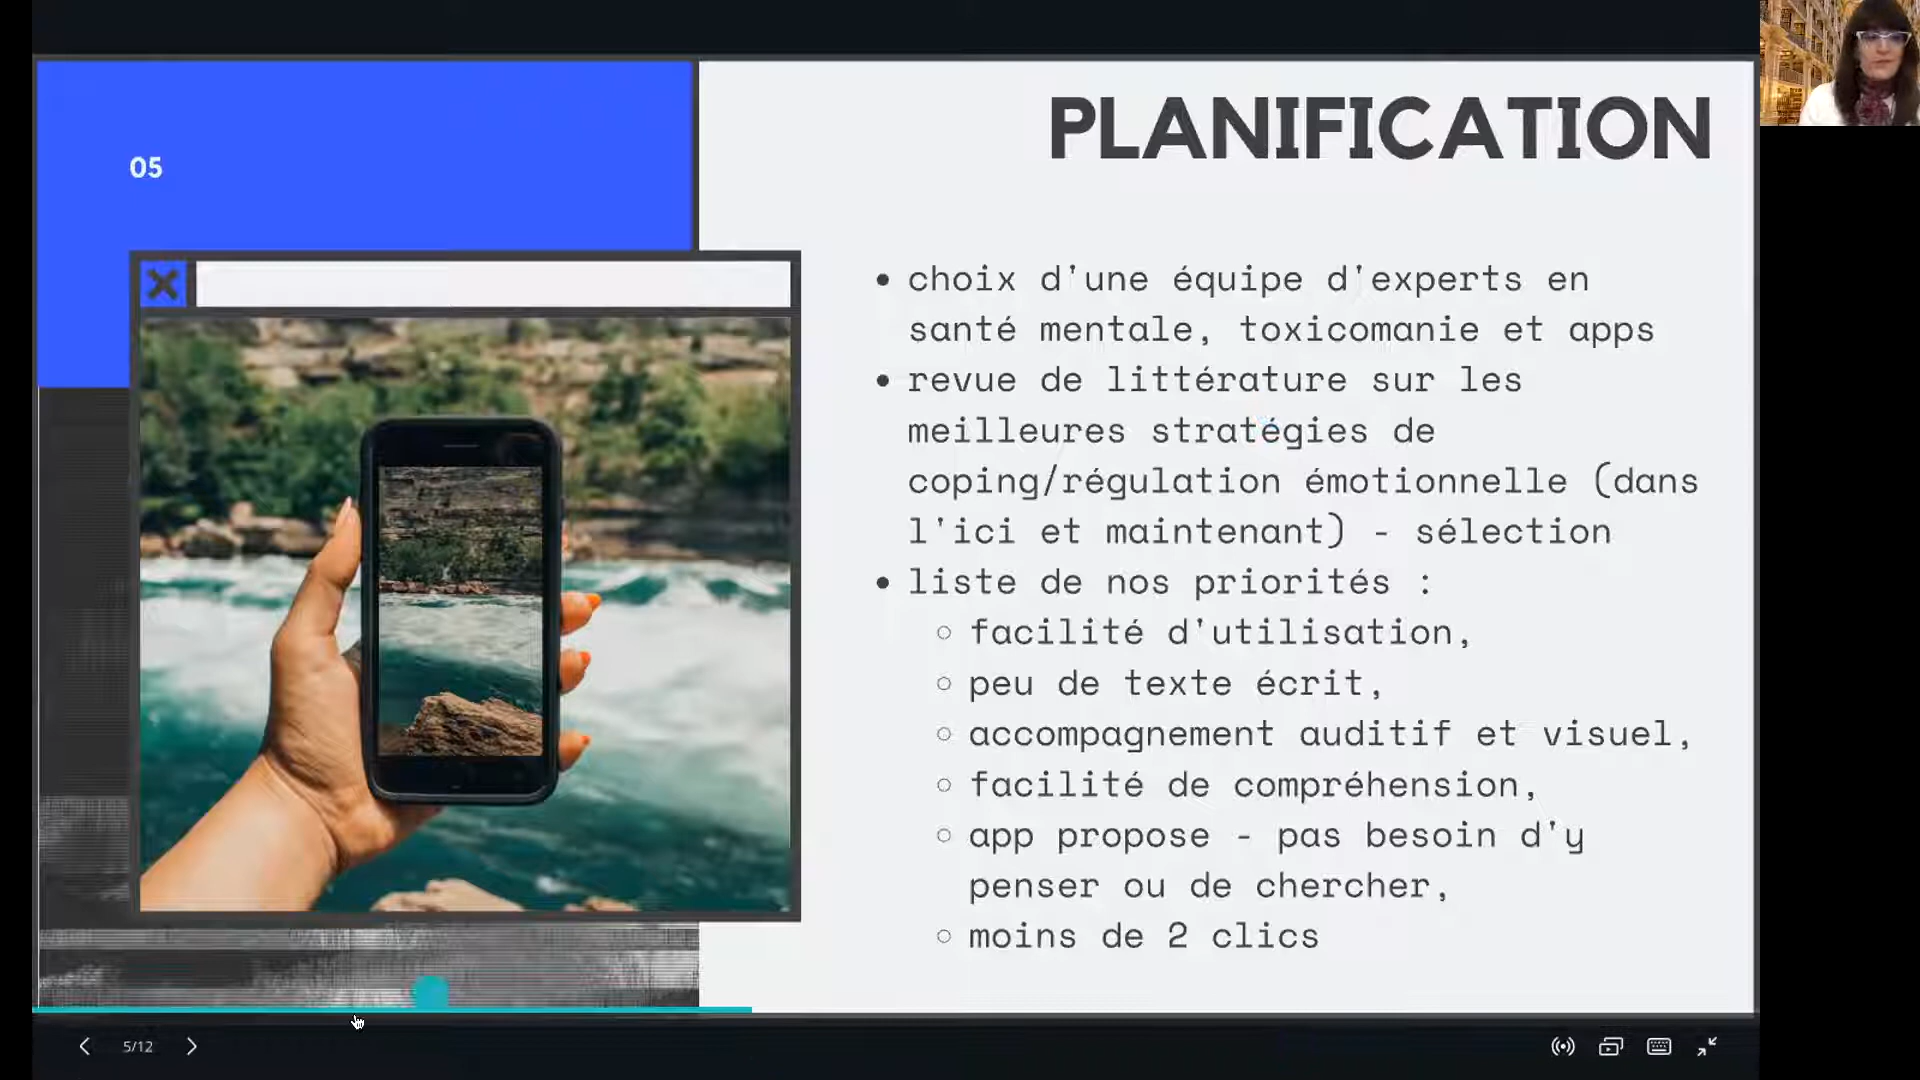 05
PLANIFICATION
• choix d'une équipe d'experts en
santé mentale, toxicomanie et apps
• revue de littérature sur les
meilleures stratégies de
coping/régulation émotionnelle (dans
l'ici et maintenant) - sélection
• liste de nos priorités :
○ facilité d'utilisation,
○ peu de texte écrit,
○ accompagnement auditif et visuel,
○ facilité de compréhension,
○ app propose - pas besoin d'y
penser ou de chercher,
○ moins de 2 clics
5/12